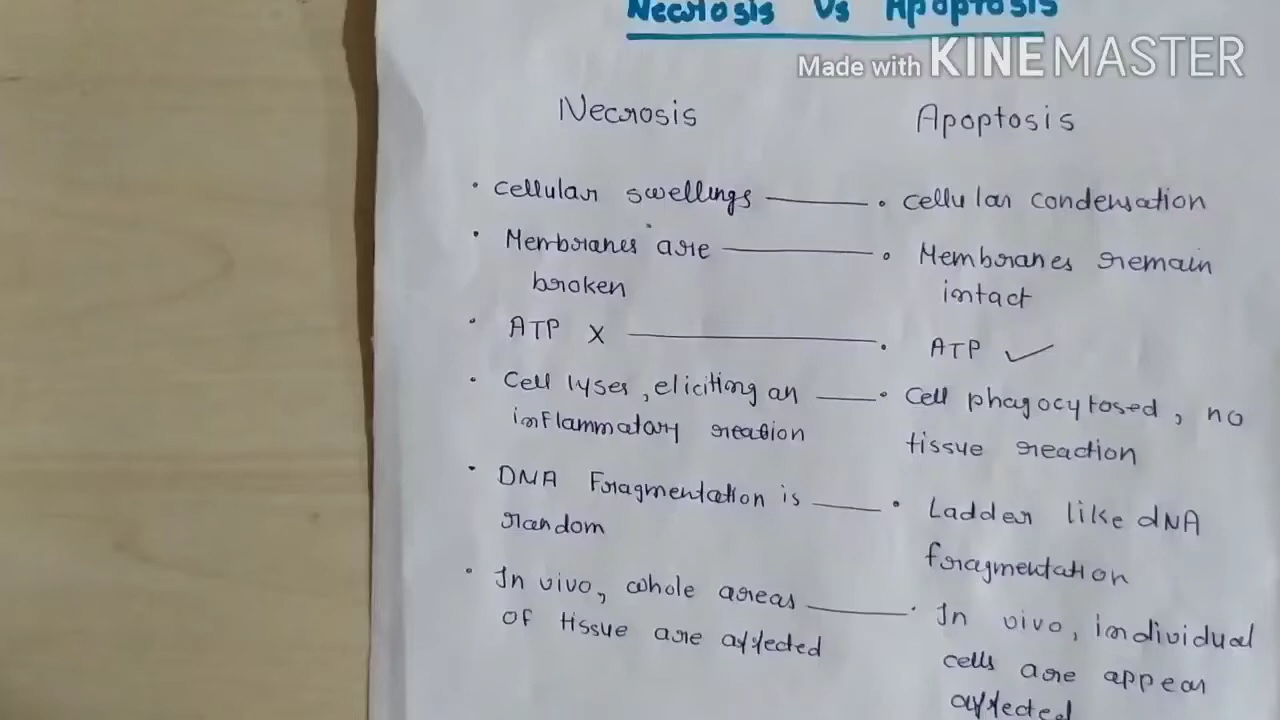 Necrosis Vs Apoptosis
Made with KINEMASTER
Necrosis Apoptosis
• cellular swellings • cellular condensation
• Membranes are • Membranes remain
broken intact
• ATP X • ATP ✓
• Cell lyses, eliciting an • Cell phagocytosed, no
inflammatory reation tissue reaction
• DNA Fragmentation is • Ladder like dNA
random fragmentation
• In vivo, whole areas • In vivo, individual
of tissue are affected cells are appear
affected